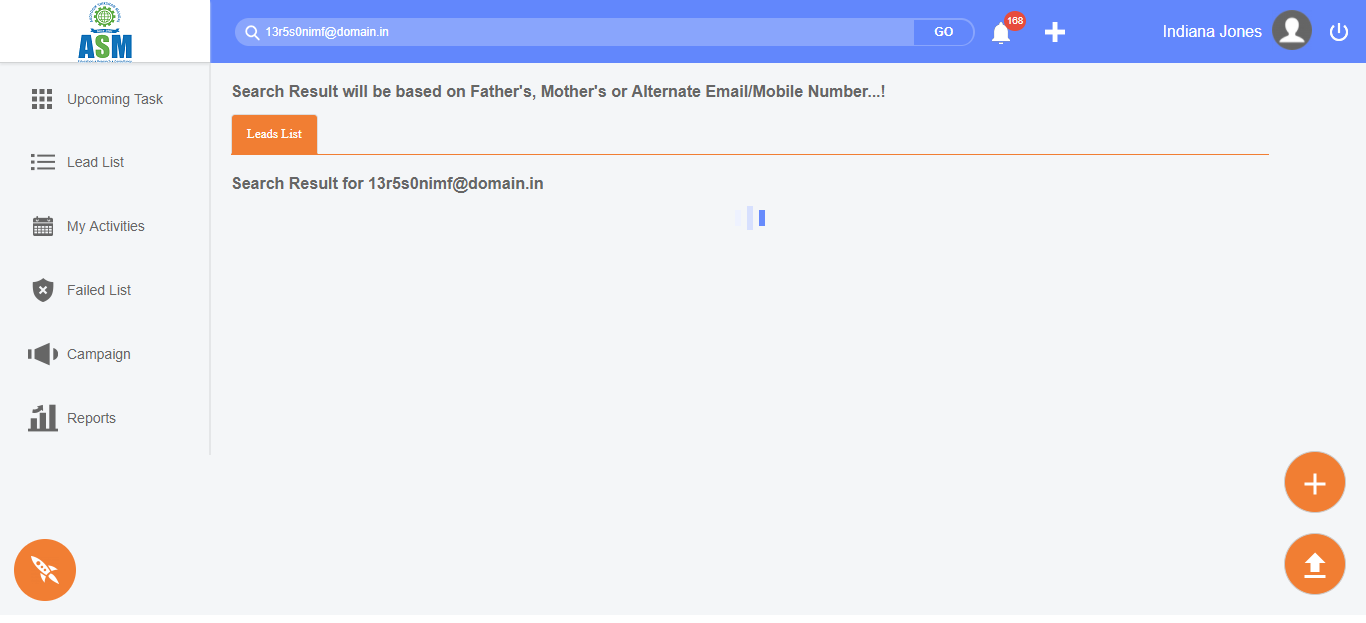 ASM
13r5s0nimf@domain.in
GO
168
Indiana Jones
Upcoming Task
Lead List
My Activities
Failed List
Campaign
Reports
Search Result will be based on Father's, Mother's or Alternate Email/Mobile Number...!
Leads List
Search Result for 13r5s0nimf@domain.in